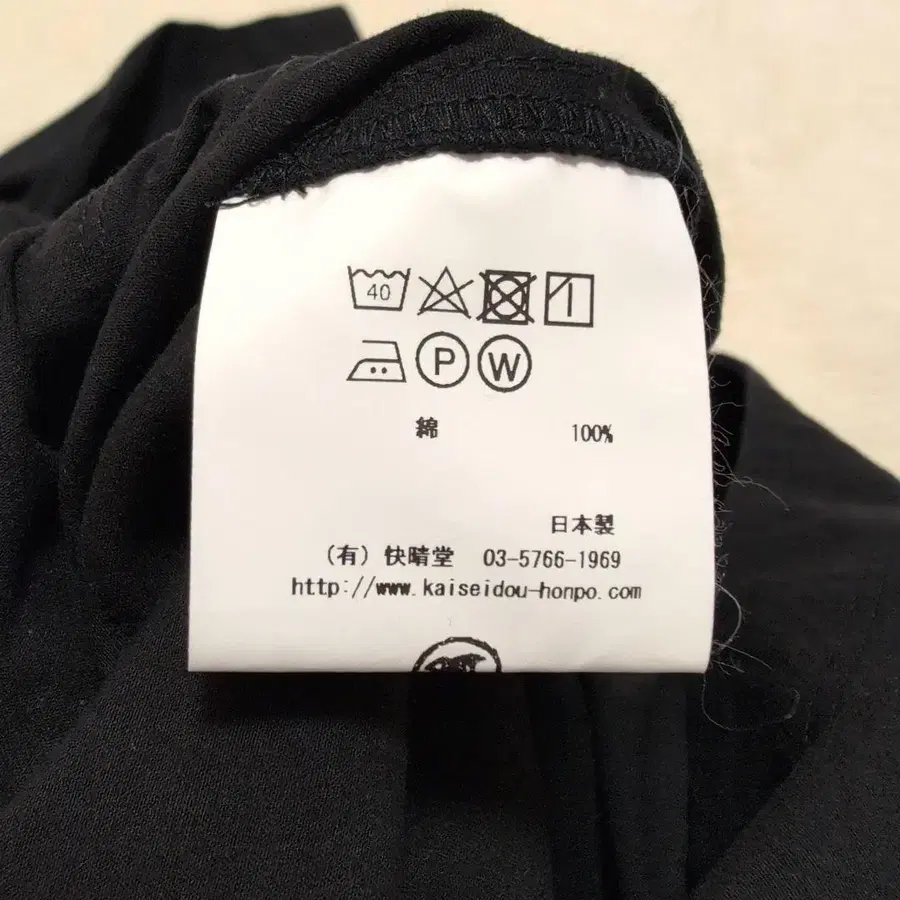 40
P W
綿 100%
日本製
(有) 快晴堂 03-5766-1969
http://www.kaiseidou-honpo.com